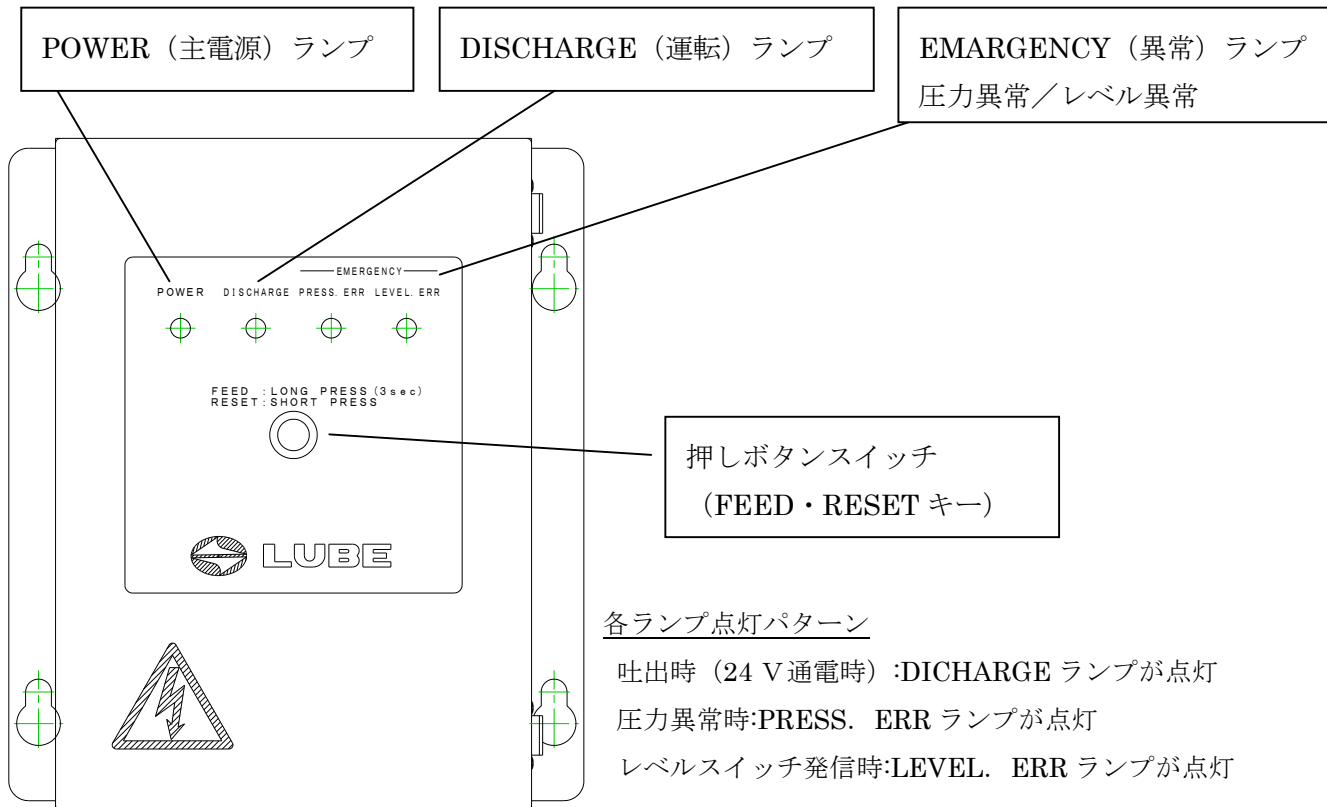 POWER（主電源）ランプ
DISCHARGE（運転）ランプ
EMARGENCY（異常）ランプ
圧力異常／レベル異常
EMERGENCY
POWER DISCHARGE PRESS. ERR LEVEL. ERR
FEED :LONG PRESS(3sec)
RESET:SHORT PRESS
押しボタンスイッチ
（FEED・RESET キー）
LUBE
各ランプ点灯パターン
吐出時（24 V通電時）:DICHARGE ランプが点灯
圧力異常時:PRESS. ERR ランプが点灯
レベルスイッチ発信時:LEVEL. ERR ランプが点灯